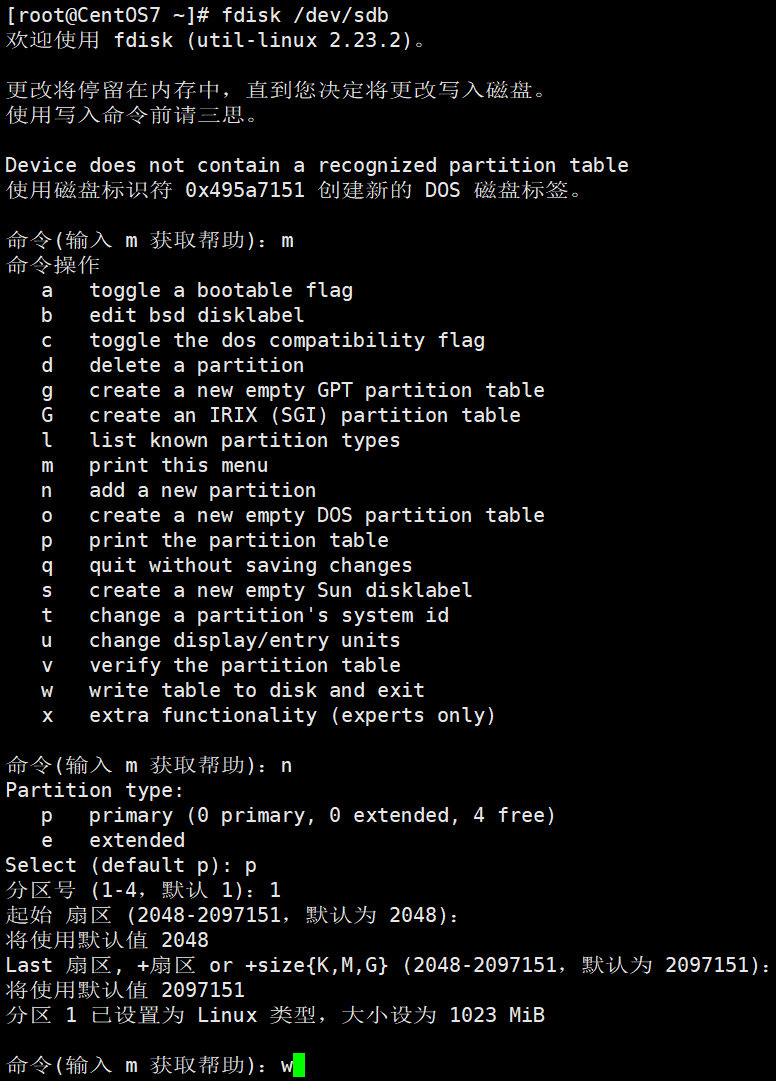 [root@CentOS7 ~]# fdisk /dev/sdb
欢迎使用 fdisk (util-linux 2.23.2)。
更改将停留在内存中，直到您决定将更改写入磁盘。
使用写入命令前请三思。
Device does not contain a recognized partition table
使用磁盘标识符 0x495a7151 创建新的 DOS 磁盘标签。
命令(输入 m 获取帮助)：m
命令操作
   a   toggle a bootable flag
   b   edit bsd disklabel
   c   toggle the dos compatibility flag
   d   delete a partition
   g   create a new empty GPT partition table
   G   create an IRIX (SGI) partition table
   l   list known partition types
   m   print this menu
   n   add a new partition
   o   create a new empty DOS partition table
   p   print the partition table
   q   quit without saving changes
   s   create a new empty Sun disklabel
   t   change a partition's system id
   u   change display/entry units
   v   verify the partition table
   w   write table to disk and exit
   x   extra functionality (experts only)
命令(输入 m 获取帮助)：n
Partition type:
   p   primary (0 primary, 0 extended, 4 free)
   e   extended
Select (default p): p
分区号 (1-4，默认 1)：1
起始 扇区 (2048-2097151，默认为 2048)：
将使用默认值 2048
Last 扇区, +扇区 or +size{K,M,G} (2048-2097151，默认为 2097151)：
将使用默认值 2097151
分区 1 已设置为 Linux 类型，大小设为 1023 MiB
命令(输入 m 获取帮助)：w